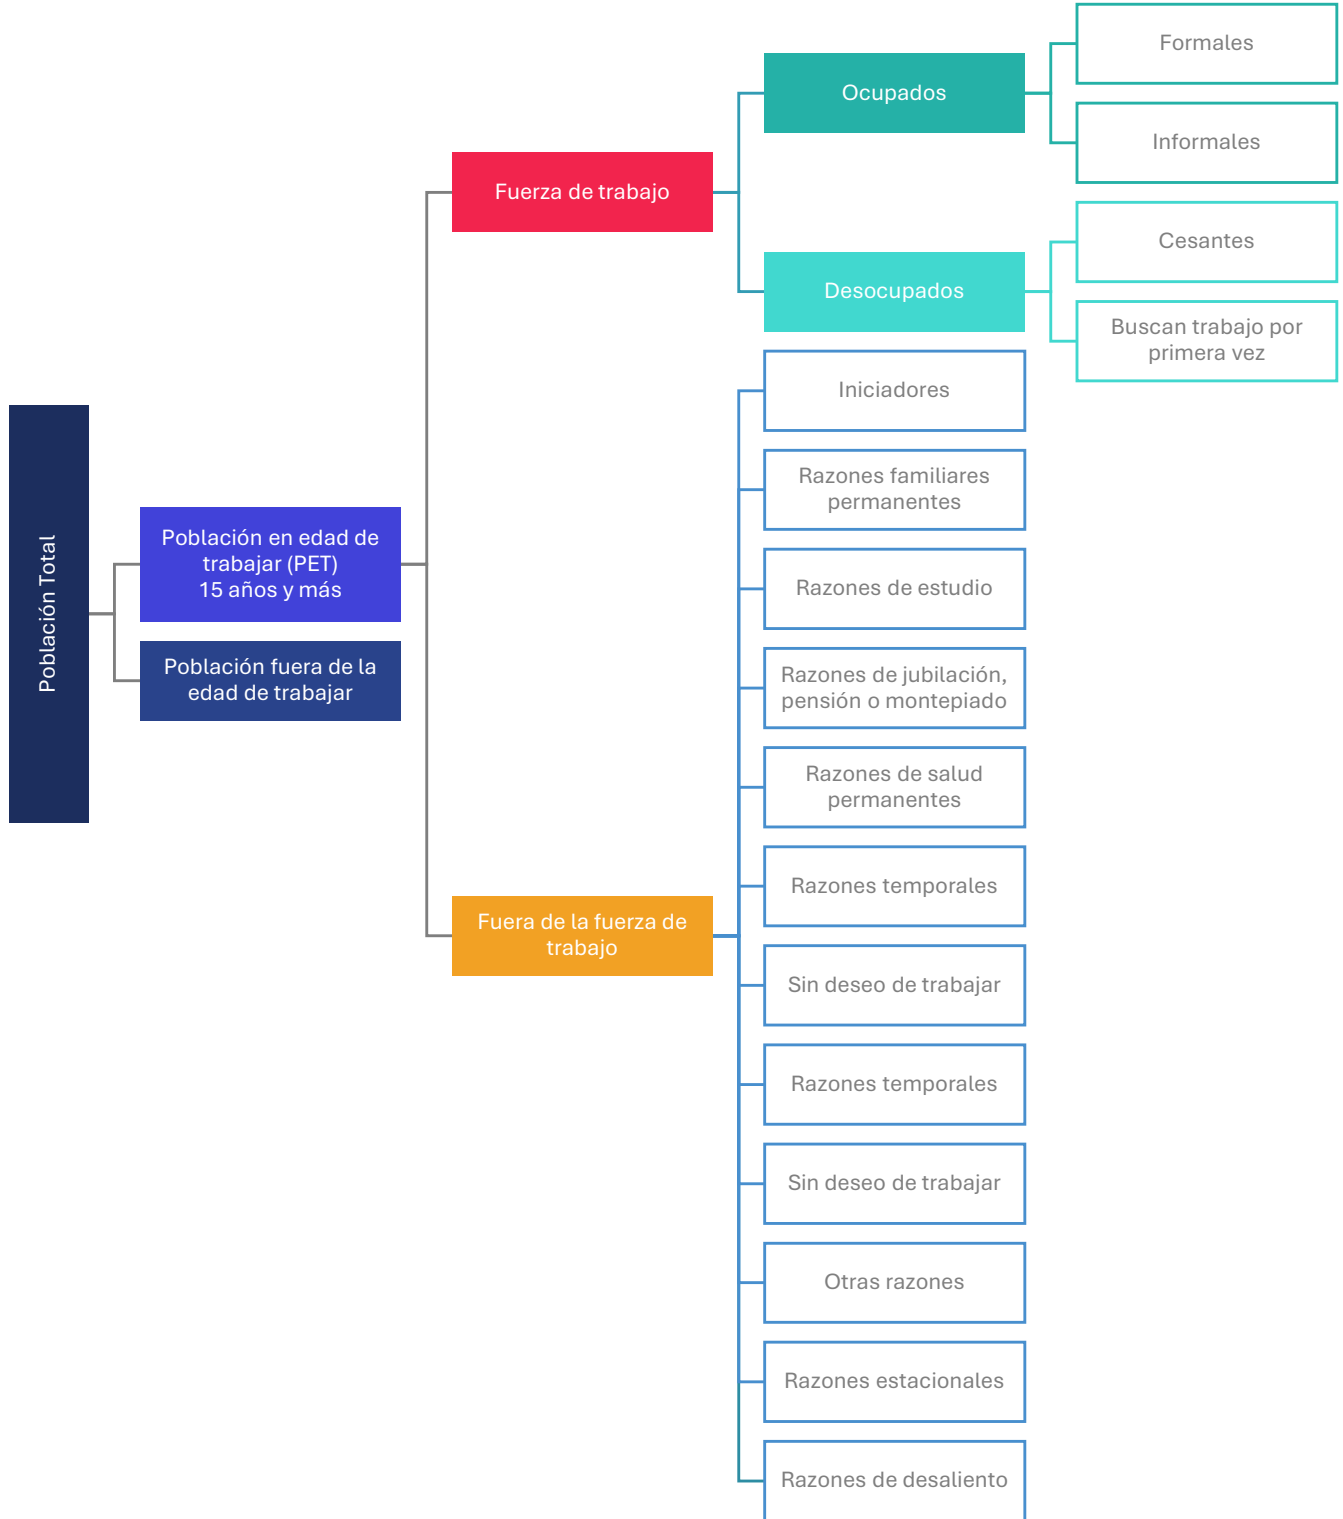 Población Total
Población en edad de
trabajar (PET)
15 años y más
Población fuera de la
edad de trabajar
Fuerza de trabajo
Fuera de la fuerza de
trabajo
Ocupados
Desocupados
Formales
Informales
Cesantes
Buscan trabajo por
primera vez
Iniciadores
Razones familiares
permanentes
Razones de estudio
Razones de jubilación,
pensión o montepiado
Razones de salud
permanentes
Razones temporales
Sin deseo de trabajar
Razones temporales
Sin deseo de trabajar
Otras razones
Razones estacionales
Razones de desaliento